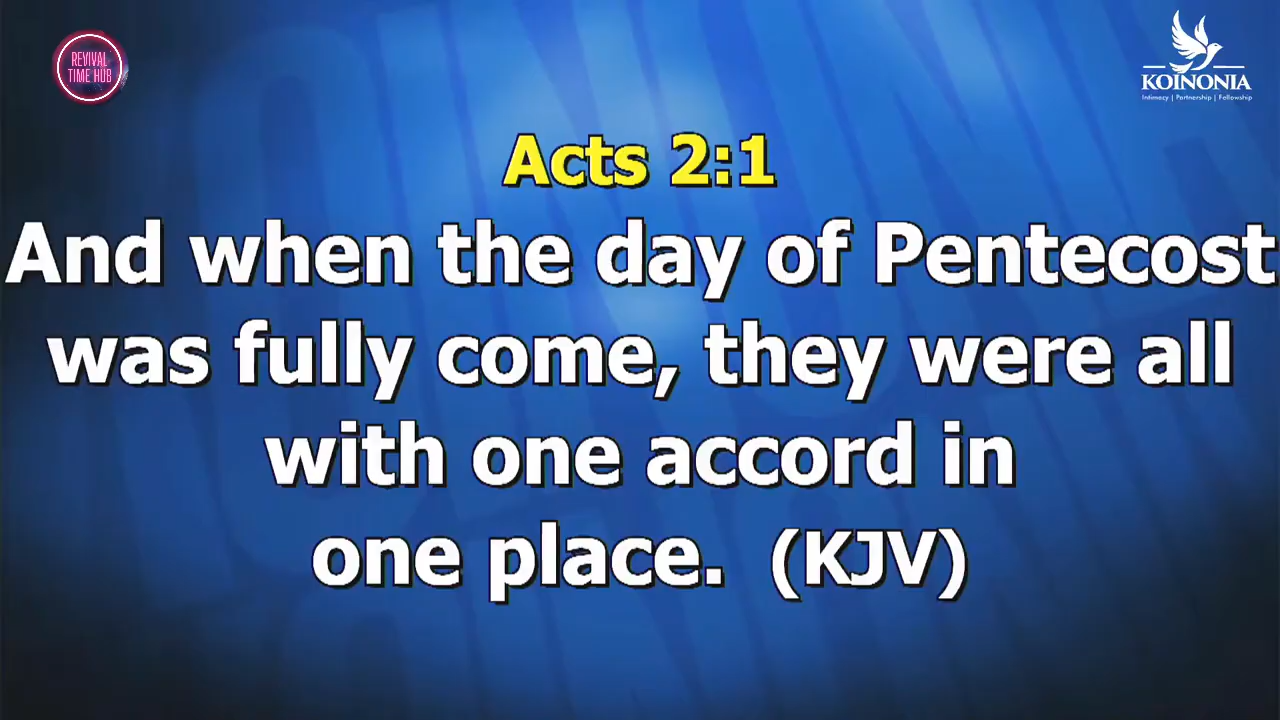 REVIVAL
TIME HUB
KOINONIA
Intimacy | Partnership | Fellowship
Acts 2:1
And when the day of Pentecost
was fully come, they were all
with one accord in
one place. (KJV)